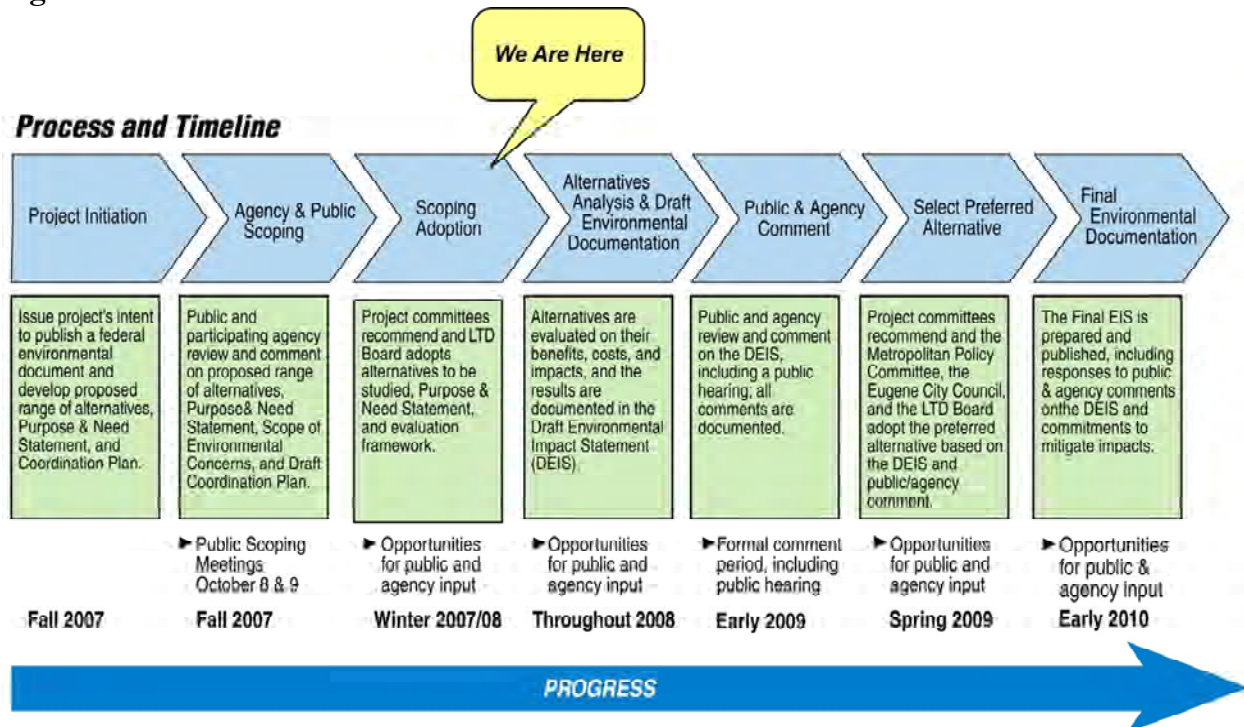 We Are Here
Process and Timeline
Project Initiation
Agency & Public
Scoping
Scoping
Adoption
Alternatives
Analysis & Draft
Environmental
Documentation
Public & Agency
Comment
Select Preferred
Alternative
Final
Environmental
Documentation
Issue project's intent
to publish a federal
environmental
document and
develop proposed
range of alternatives,
Purpose & Need
Statement, and
Coordination Plan.
Public and
participating agency
review and comment
on proposed range
of alternatives,
Purpose& Need
Statement, Scope of
Environmental
Concerns, and Draft
Coordination Plan.
Project committees
recommend and LTD
Board adopts
alternatives to be
studied, Purpose &
Need Statement,
and evaluation
framework.
Alternatives are
evaluated on their
benefits, costs, and
impacts, and the
results are
documented in the
Draft Environmental
Impact Statement
(DEIS).
Public and agency
review and comment
on the DEIS,
including a public
hearing; all
comments are
documented.
Project committees
recommend and the
Metropolitan Policy
Committee, the
Eugene City Council,
and the LTD Board
adopt the preferred
alternative based on
the DEIS and
public/agency
comment.
The Final EIS is
prepared and
published, including
responses to public
& agency comments
onthe DEIS and
commitments to
mitigate impacts.
► Public Scoping
Meetings
October 8 & 9
► Opportunities
for public and
agency input
► Opportunities
for public and
agency input
►Formal comment
period, including
public hearing
► Opportunities
for public and
agency input
► Opportunities
for public &
agency input
Fall 2007
Fall 2007
Winter 2007/08
Throughout 2008
Early 2009
Spring 2009
Early 2010
PROGRESS